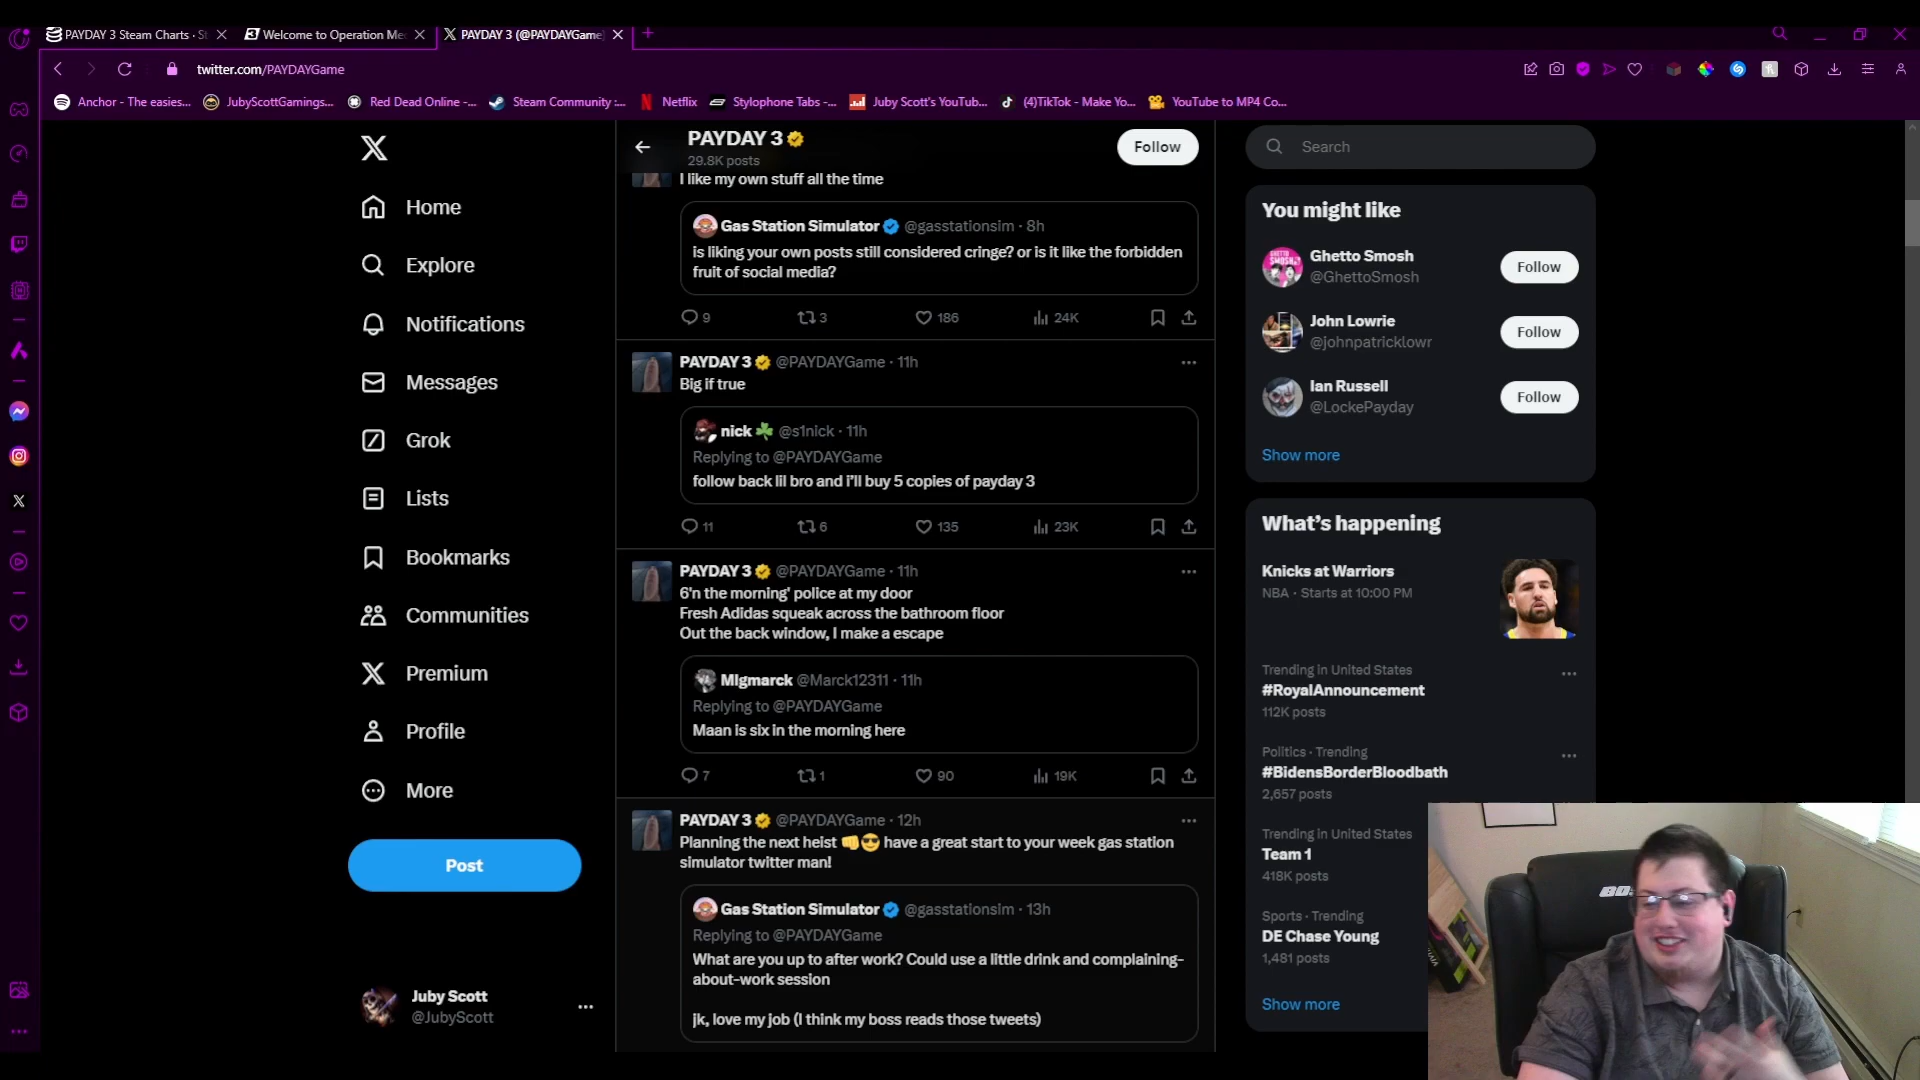 PAYDAY 3 Steam Charts · St
Welcome to Operation Me
PAYDAY 3 (@PAYDAYGame)
twitter.com/PAYDAYGame
Anchor - The easies...
JubyScottGamings...
Red Dead Online -...
Steam Community :...
Netflix
Stylophone Tabs -...
Juby Scott's YouTub...
(4)TikTok - Make Yo...
YouTube to MP4 Co...
Home
Explore
Notifications
Messages
Grok
Lists
Bookmarks
Communities
Premium
Profile
More
Post
Juby Scott
@JubyScott
PAYDAY 3
29.8K posts
Follow
I like my own stuff all the time
Gas Station Simulator @gasstationsim · 8h
is liking your own posts still considered cringe? or is it like the forbidden
fruit of social media?
9 3 186 24K
PAYDAY 3 @PAYDAYGame · 11h
Big if true
nick ☘️ @s1nick · 11h
Replying to @PAYDAYGame
follow back lil bro and i'll buy 5 copies of payday 3
11 6 135 23K
PAYDAY 3 @PAYDAYGame · 11h
6'n the morning' police at my door
Fresh Adidas squeak across the bathroom floor
Out the back window, I make a escape
Mlgmarck @Marck12311 · 11h
Replying to @PAYDAYGame
Maan is six in the morning here
7 1 90 19K
PAYDAY 3 @PAYDAYGame · 12h
Planning the next heist 👊😎 have a great start to your week gas station
simulator twitter man!
Gas Station Simulator @gasstationsim · 13h
Replying to @PAYDAYGame
What are you up to after work? Could use a little drink and complaining-
about-work session
jk, love my job (I think my boss reads those tweets)
Search
You might like
Ghetto Smosh
@GhettoSmosh
Follow
John Lowrie
@johnpatricklowr
Follow
Ian Russell
@LockePayday
Follow
Show more
What's happening
Knicks at Warriors
NBA · Starts at 10:00 PM
Trending in United States
#RoyalAnnouncement
112K posts
Politics · Trending
#BidensBorderBloodbath
2,657 posts
Trending in United States
Team 1
418K posts
Sports · Trending
DE Chase Young
1,481 posts
Show more